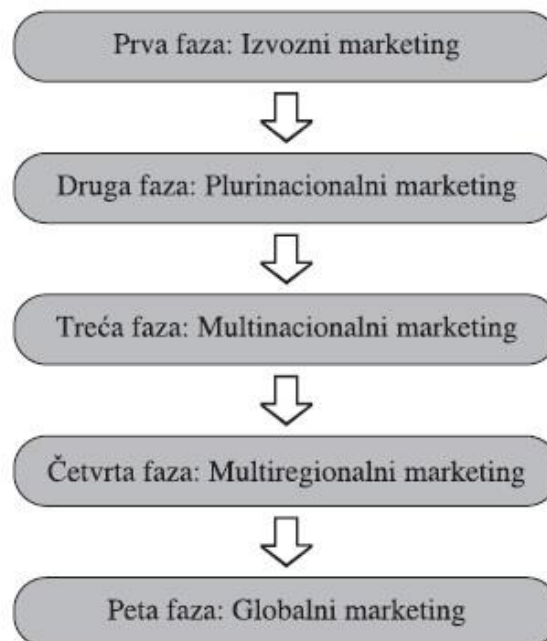 Prva faza: Izvozni marketing
Druga faza: Plurinacionalni marketing
Treća faza: Multinacionalni marketing
Četvrta faza: Multiregionalni marketing
Peta faza: Globalni marketing